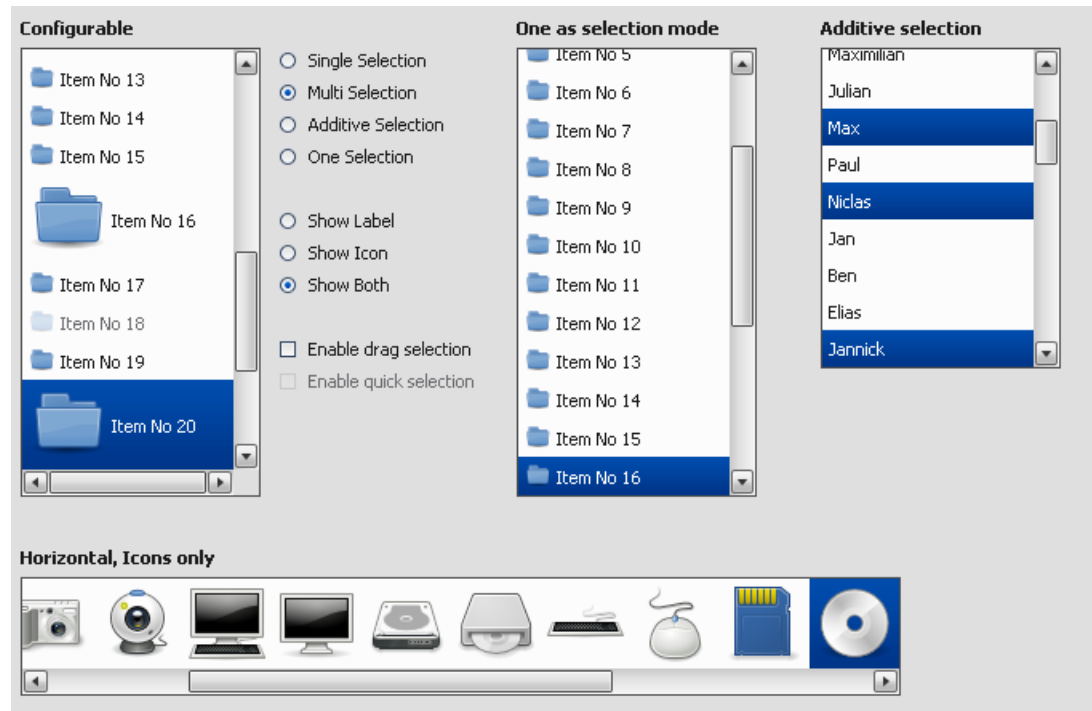 Configurable
Item No 13
Item No 14
Item No 15
Item No 16
Item No 17
Item No 18
Item No 19
Item No 20
Single Selection
Multi Selection
Additive Selection
One Selection
Show Label
Show Icon
Show Both
Enable drag selection
Enable quick selection
One as selection mode
Item No 5
Item No 6
Item No 7
Item No 8
Item No 9
Item No 10
Item No 11
Item No 12
Item No 13
Item No 14
Item No 15
Item No 16
Additive selection
Maximilian
Julian
Max
Paul
Niclas
Jan
Ben
Elias
Jannick
Horizontal, Icons only